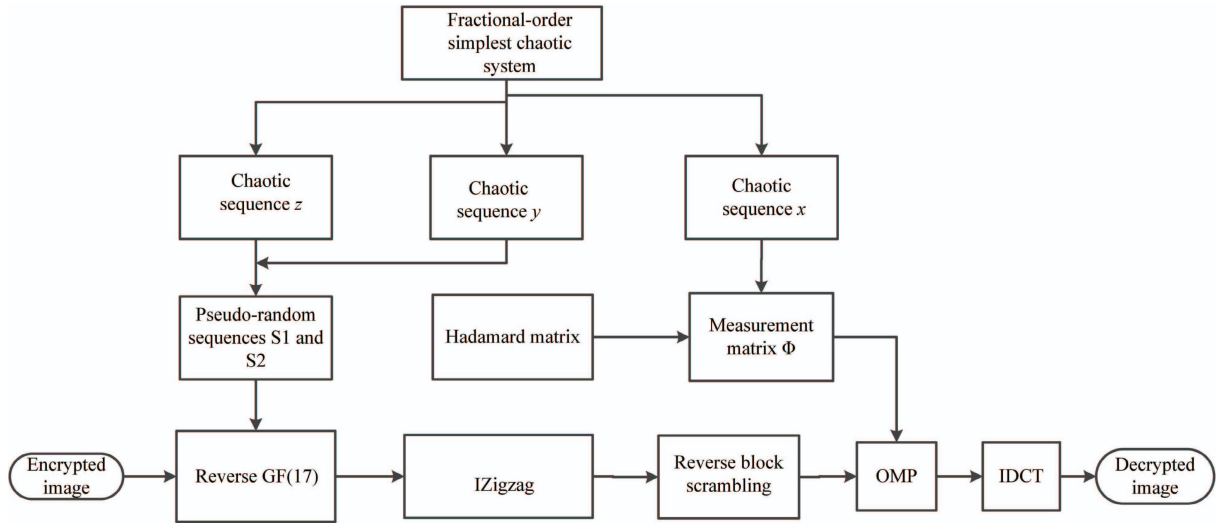 Fractional-order
simplest chaotic
system
Chaotic
sequence z
Chaotic
sequence y
Chaotic
sequence x
Pseudo-random
sequences S1 and
S2
Hadamard matrix
Measurement
matrix Φ
Encrypted
image
Reverse GF(17)
IZigzag
Reverse block
scrambling
OMP
IDCT
Decrypted
image